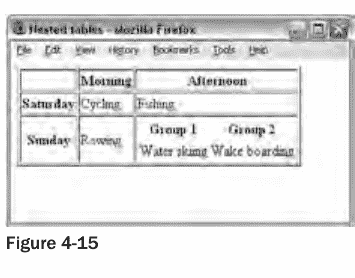 Nested tables - Mozilla Firefox
File Edit View History Bookmarks Tools Help
Morning Afternoon
Saturday Cycling Fishing
Group 1 Group 2
Sunday Rowing
Water skiing Wake boarding
Figure 4-15